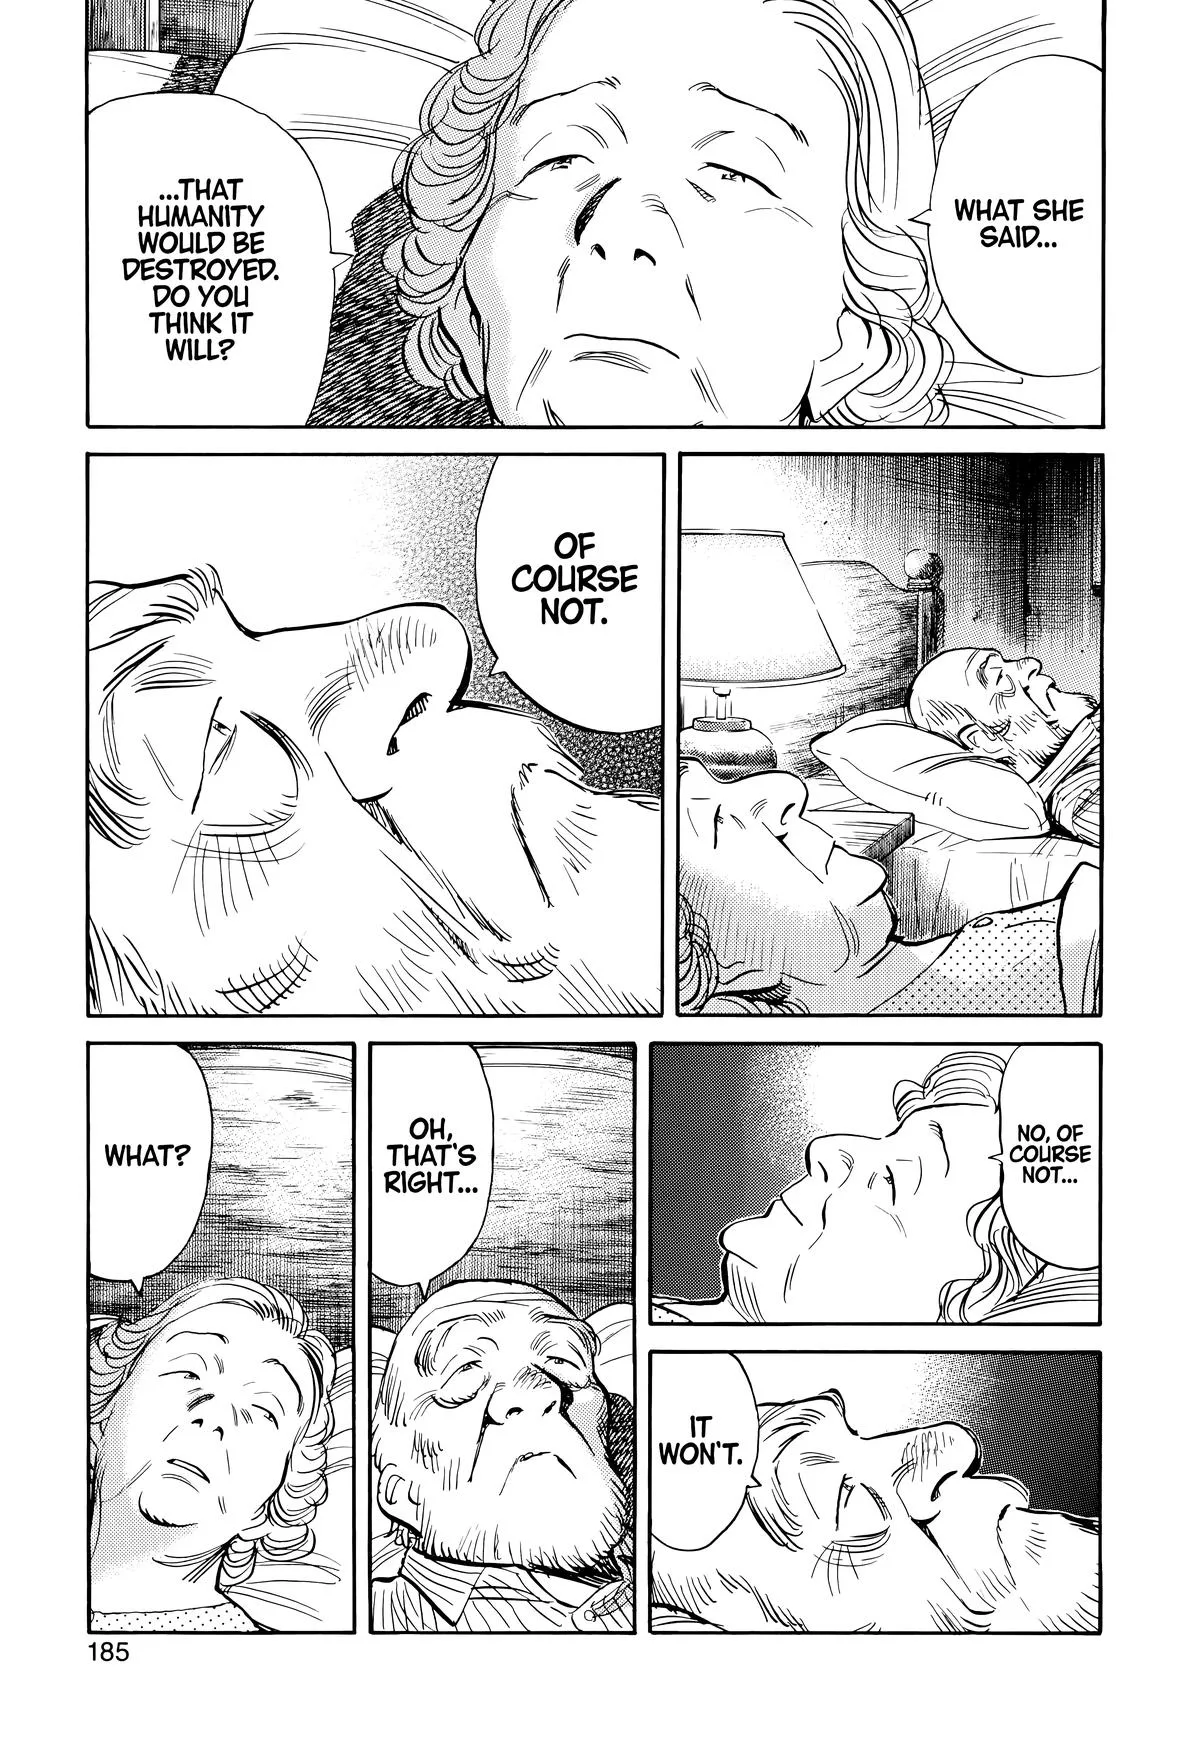 WHAT SHE
SAID...
...THAT
HUMANITY
WOULD BE
DESTROYED.
DO YOU
THINK IT
WILL?
OF
COURSE
NOT.
NO, OF
COURSE
NOT...
IT
WON'T.
OH,
THAT'S
RIGHT...
WHAT?
185